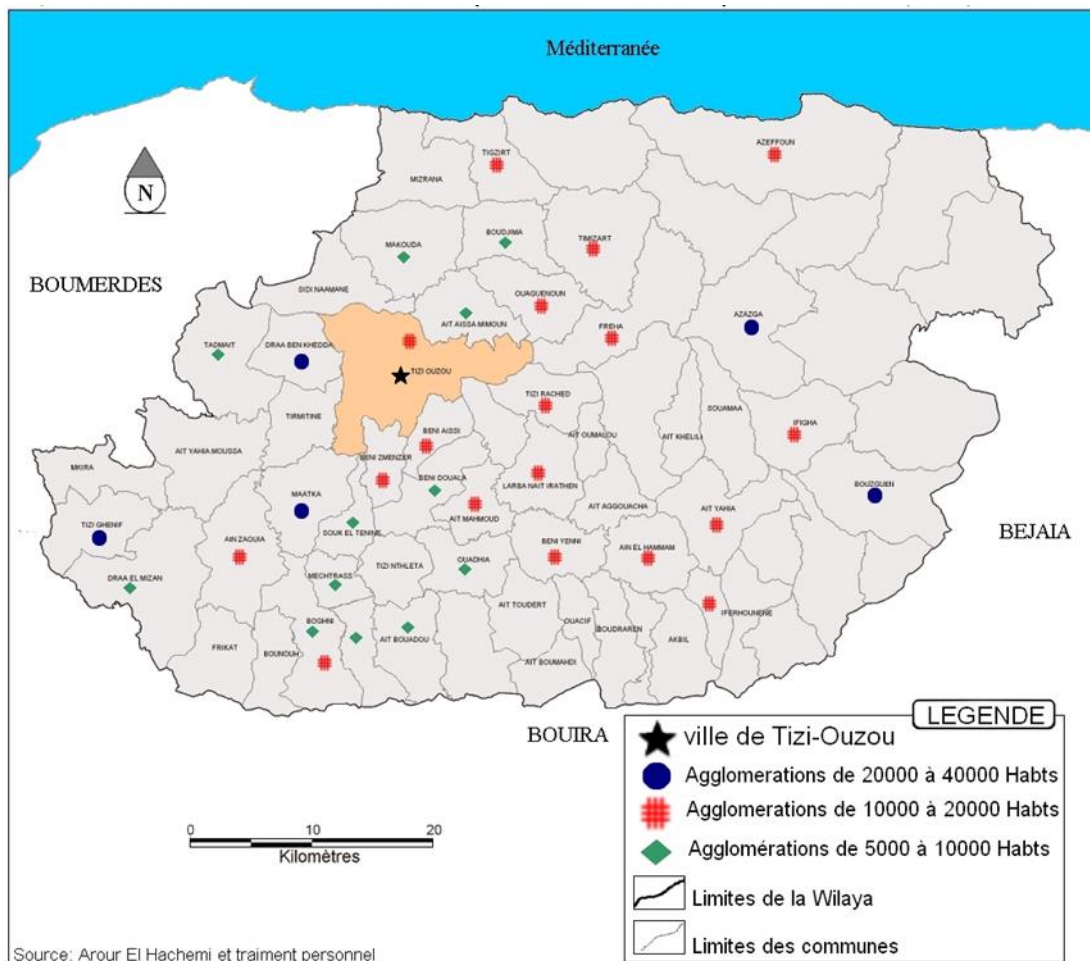 Méditerranée
AZEFFOUN
TIGZIRT
MIZRANA
N
BOUDJIMA
TIMIZART
MAKOUDA
BOUMERDES
SIDI NAAMANE
OUAGUENOUN
AZAZGA
AIT AISSA MIMOUN
FREHA
TADMAIT
DRAA BEN KHEDDA
TIZI OUZOU
TIZI RACHED
SOUAMAA
TIRMITINE
IFIGHA
BENI AISSI
AIT OUMALOU
AIT KHELILI
AIT YAHIA MOUSSA
BENI ZMENZER
MKIRA
BENI DOUALA
LARBA NAIT IRATHEN
BOUZGUEN
MAATKA
AIT AGGOUACHA
AIT YAHIA
TIZI GHENIF
SOUK EL TENINE
AIT MAHMOUD
BEJAIA
AIN ZAOUIA
BENI YENNI
AIN EL HAMMAM
OUADHIA
TIZI NTHLETA
MECHTRASS
DRAA EL MIZAN
AIT TOUDERT
IFERHOUNENE
BOGHNI
OUACIF
BOUDRAREN
AIT BOUADOU
AKBIL
FRIKAT
BOUNOUH
AIT BOUMAHDI
BOUIRA
LEGENDE
ville de Tizi-Ouzou
Agglomerations de 20000 à 40000 Habts
Agglomerations de 10000 à 20000 Habts
Agglomérations de 5000 à 10000 Habts
Limites de la Wilaya
Limites des communes
0 10 20
Kilomètres
Source: Arour El Hachemi et traiment personnel